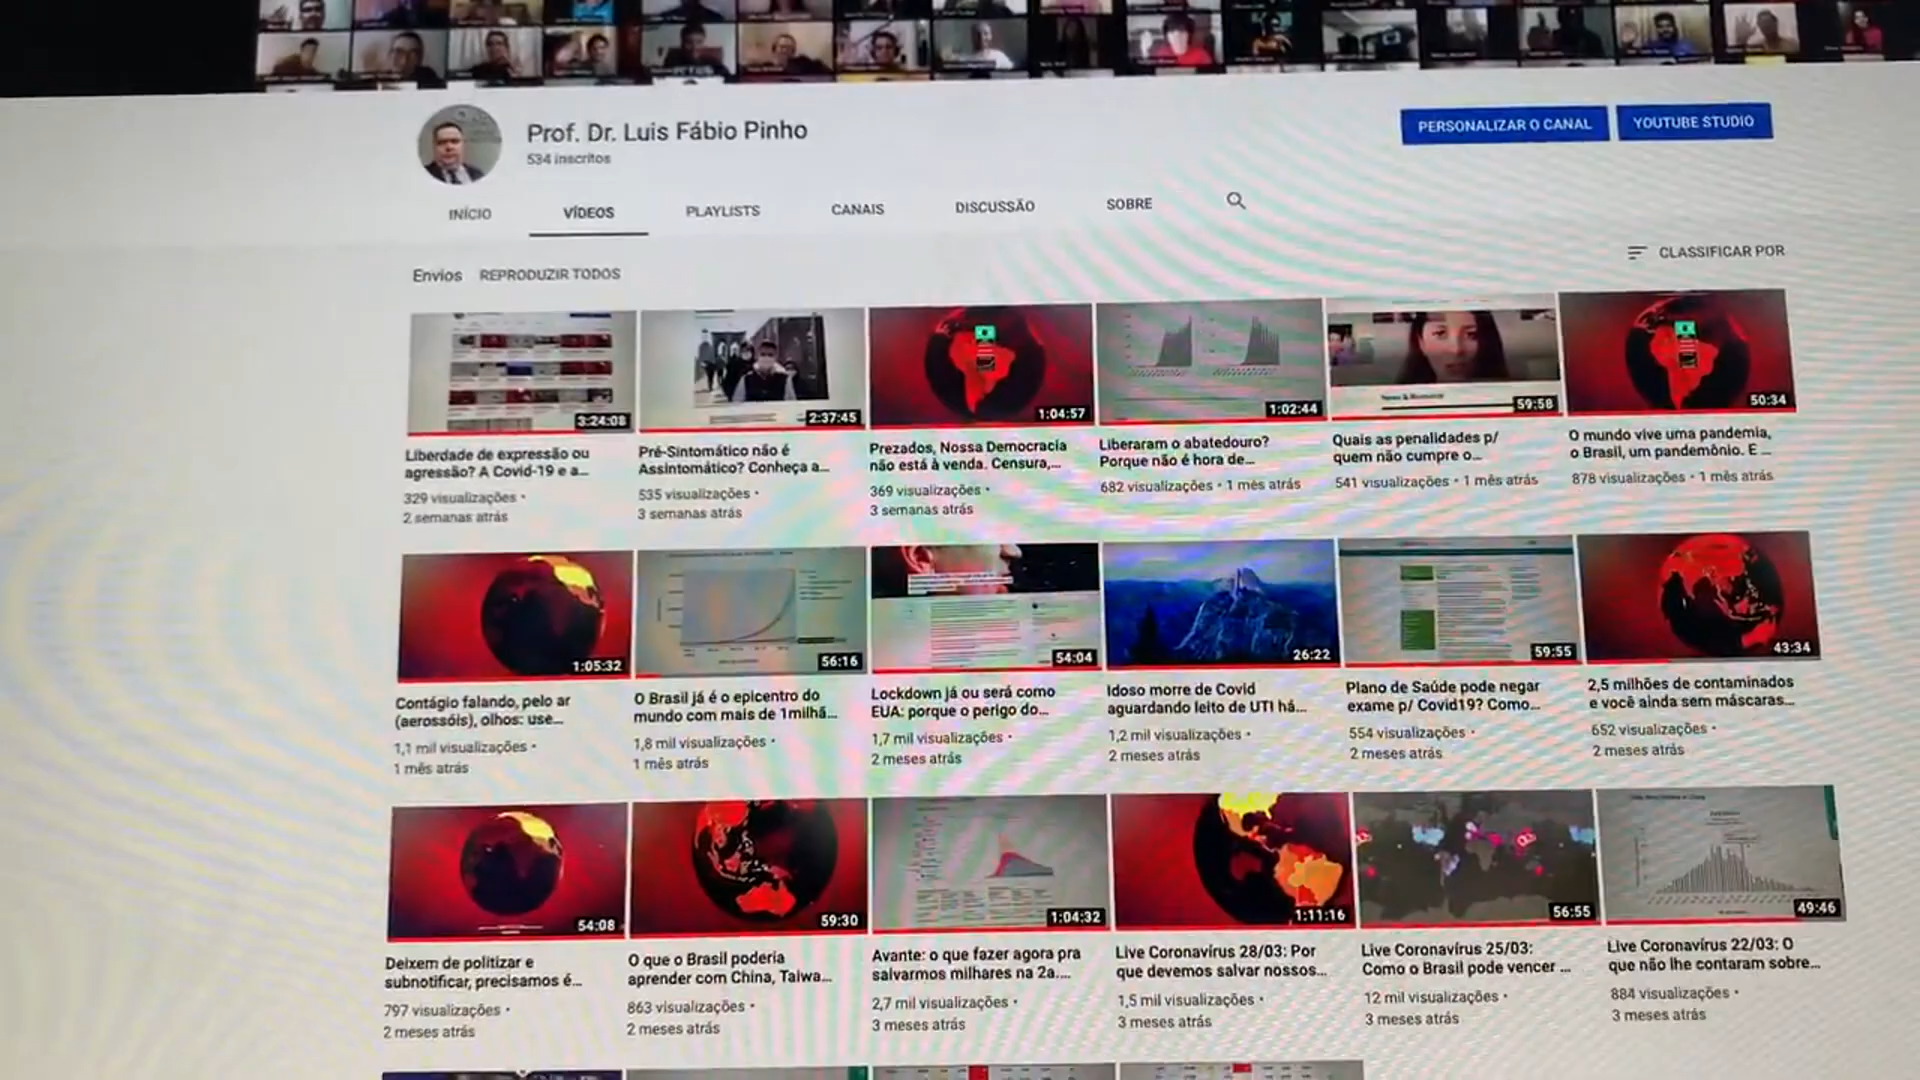 Prof. Dr. Luis Fábio Pinho
534 inscritos
PERSONALIZAR O CANAL
YOUTUBE STUDIO
INÍCIO
VÍDEOS
PLAYLISTS
CANAIS
DISCUSSÃO
SOBRE
Envios
REPRODUZIR TODOS
CLASSIFICAR POR
3:24:08
Liberdade de expressão ou
agressão? A Covid-19 e a...
329 visualizações •
2 semanas atrás
2:37:45
Pré-Sintomático não é
Assintomático? Conheça a...
535 visualizações •
3 semanas atrás
1:04:57
Prezados, Nossa Democracia
não está à venda. Censura,...
369 visualizações •
3 semanas atrás
1:02:44
Liberaram o abatedouro?
Porque não é hora de...
682 visualizações • 1 mês atrás
59:58
Quais as penalidades p/
quem não cumpre o...
541 visualizações • 1 mês atrás
50:34
O mundo vive uma pandemia,
o Brasil, um pandemônio. E ...
878 visualizações • 1 mês atrás
1:05:32
Contágio falando, pelo ar
(aerossóis), olhos: use...
1,1 mil visualizações •
1 mês atrás
56:16
O Brasil já é o epicentro do
mundo com mais de 1milhã...
1,8 mil visualizações •
1 mês atrás
54:04
Lockdown já ou será como
EUA: porque o perigo do...
1,7 mil visualizações •
2 meses atrás
26:22
Idoso morre de Covid
aguardando leito de UTI há...
1,2 mil visualizações •
2 meses atrás
59:55
Plano de Saúde pode negar
exame p/ Covid19? Como...
554 visualizações •
2 meses atrás
43:34
2,5 milhões de contaminados
e você ainda sem máscaras...
652 visualizações •
2 meses atrás
54:08
Deixem de politizar e
subnotificar, precisamos é...
797 visualizações •
2 meses atrás
59:30
O que o Brasil poderia
aprender com China, Taiwa...
863 visualizações •
2 meses atrás
1:04:32
Avante: o que fazer agora pra
salvarmos milhares na 2a....
2,7 mil visualizações •
3 meses atrás
1:11:16
Live Coronavírus 28/03: Por
que devemos salvar nossos...
1,5 mil visualizações •
3 meses atrás
56:55
Live Coronavírus 25/03:
Como o Brasil pode vencer ...
12 mil visualizações •
3 meses atrás
49:46
Live Coronavírus 22/03: O
que não lhe contaram sobre...
884 visualizações •
3 meses atrás